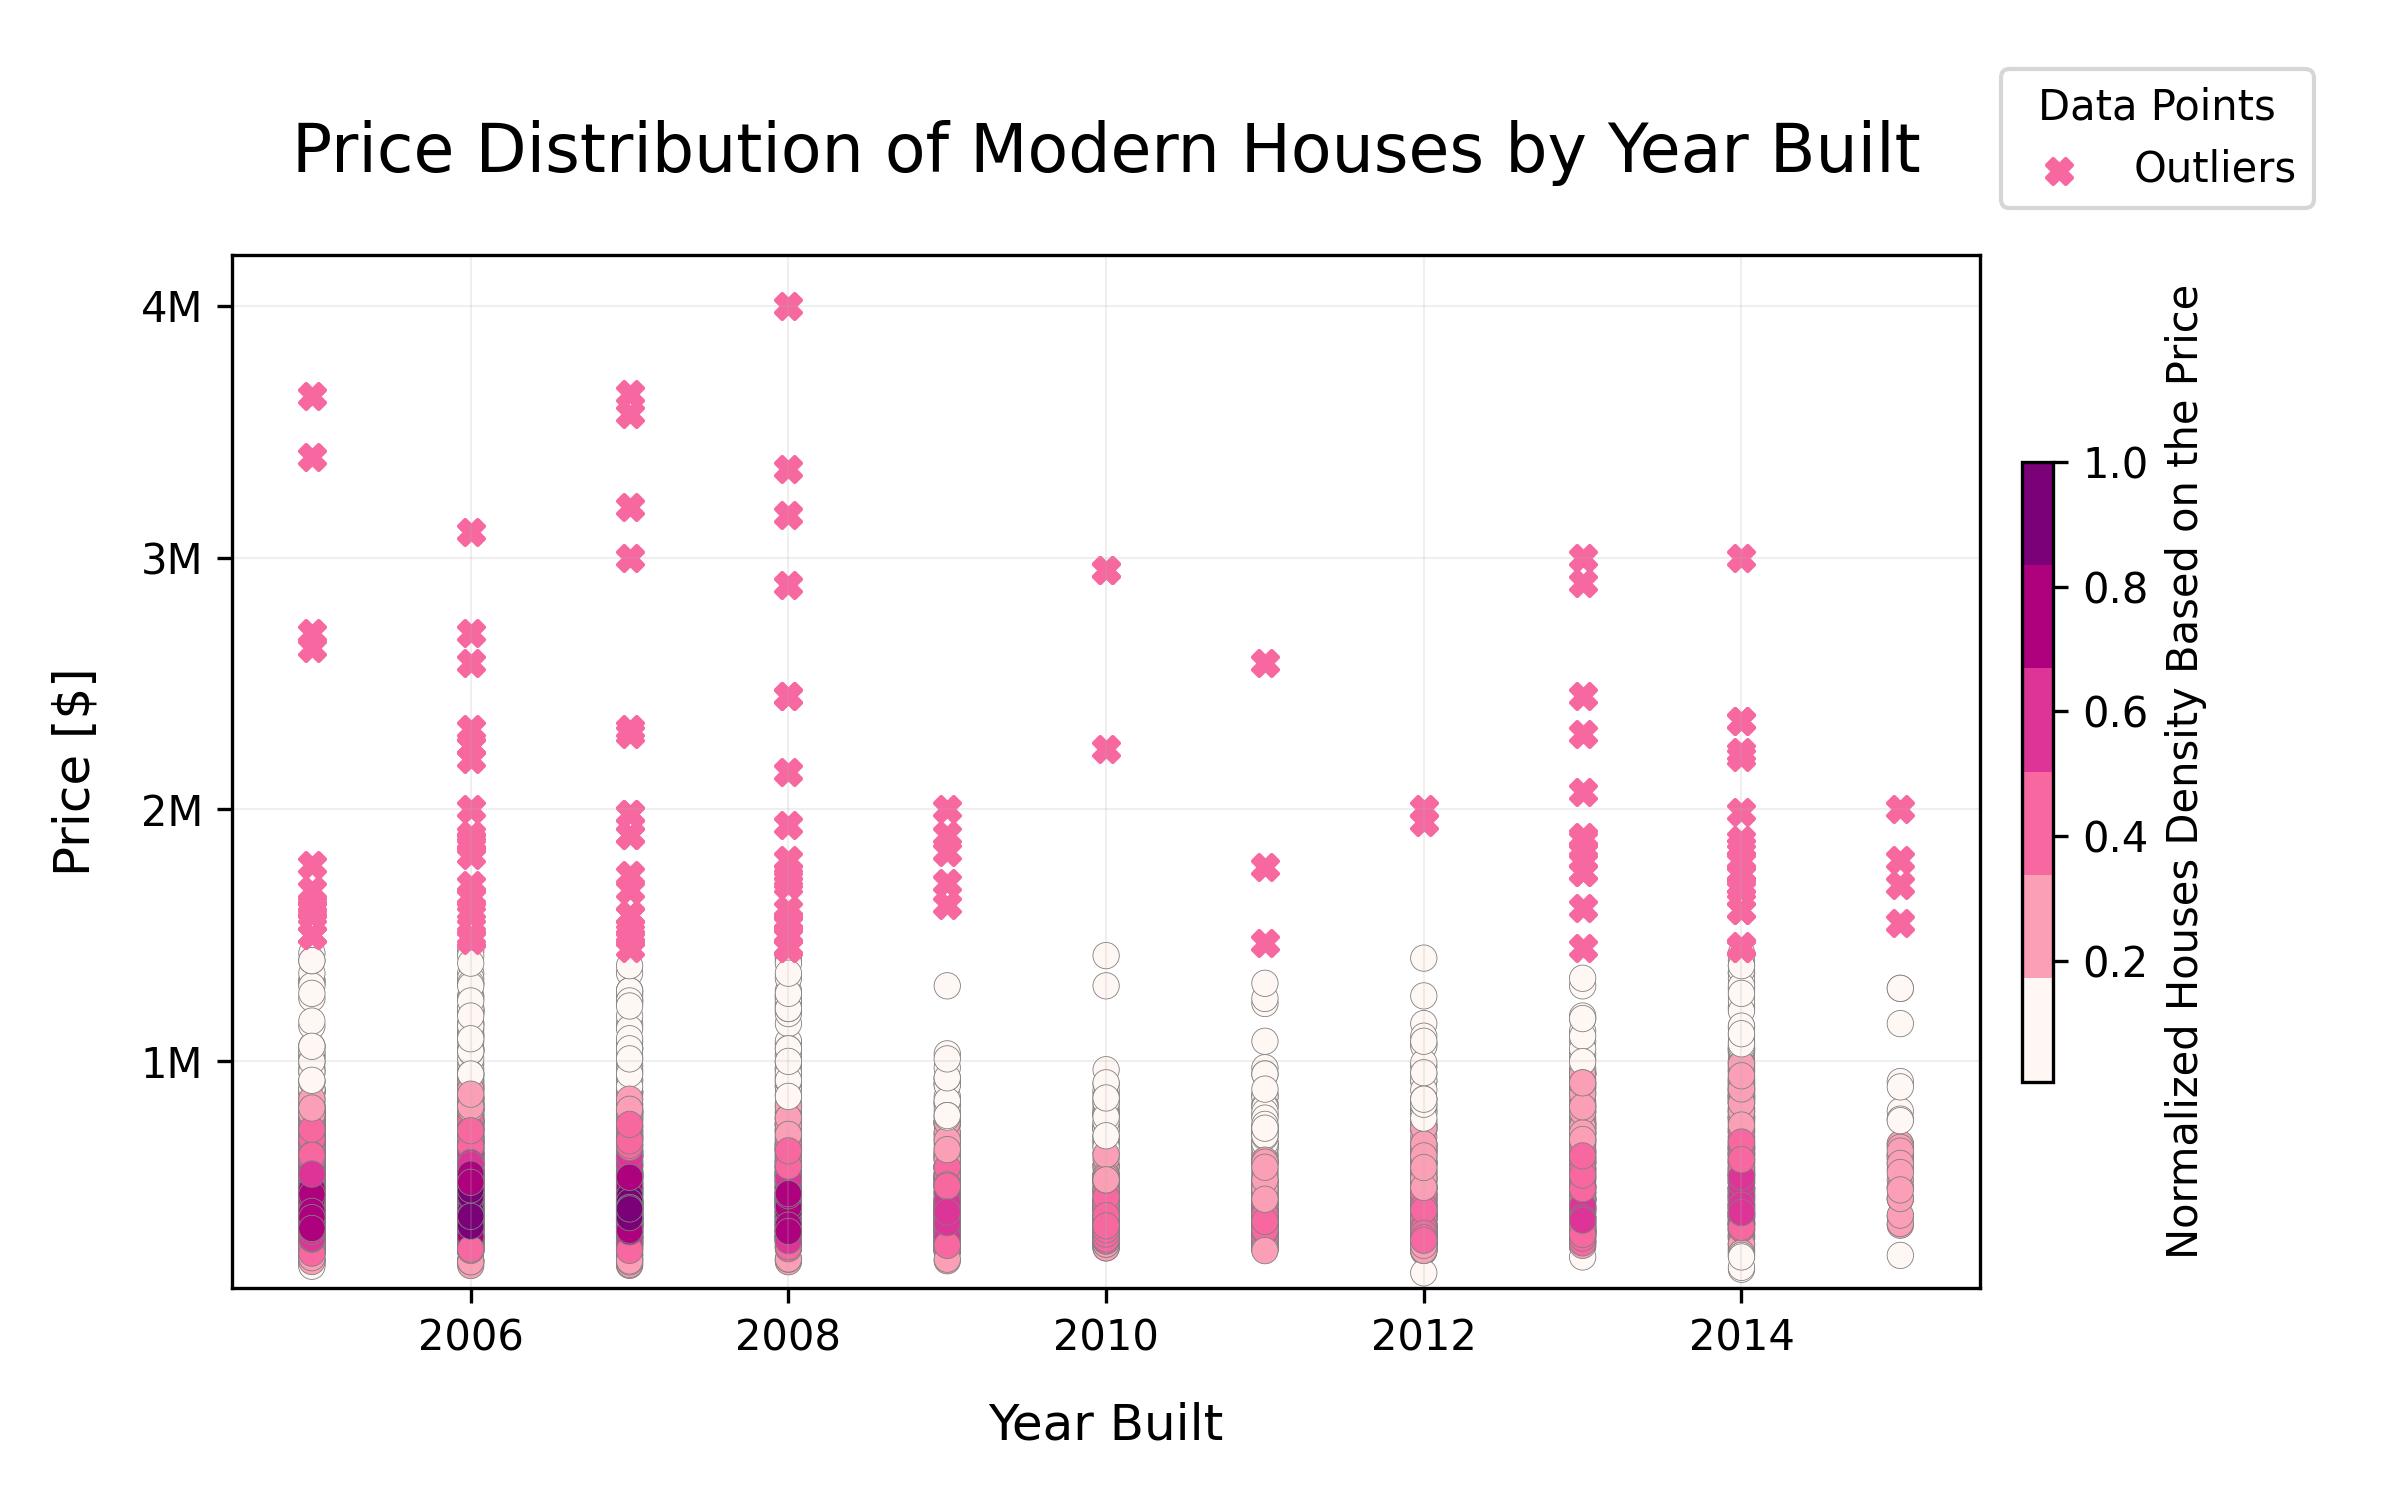 Price Distribution of Modern Houses by Year Built
Data Points
Outliers
Price [$]
4M
3M
2M
1M
2006
2008
2010
2012
2014
Year Built
1.0
0.8
0.6
0.4
0.2
Normalized Houses Density Based on the Price